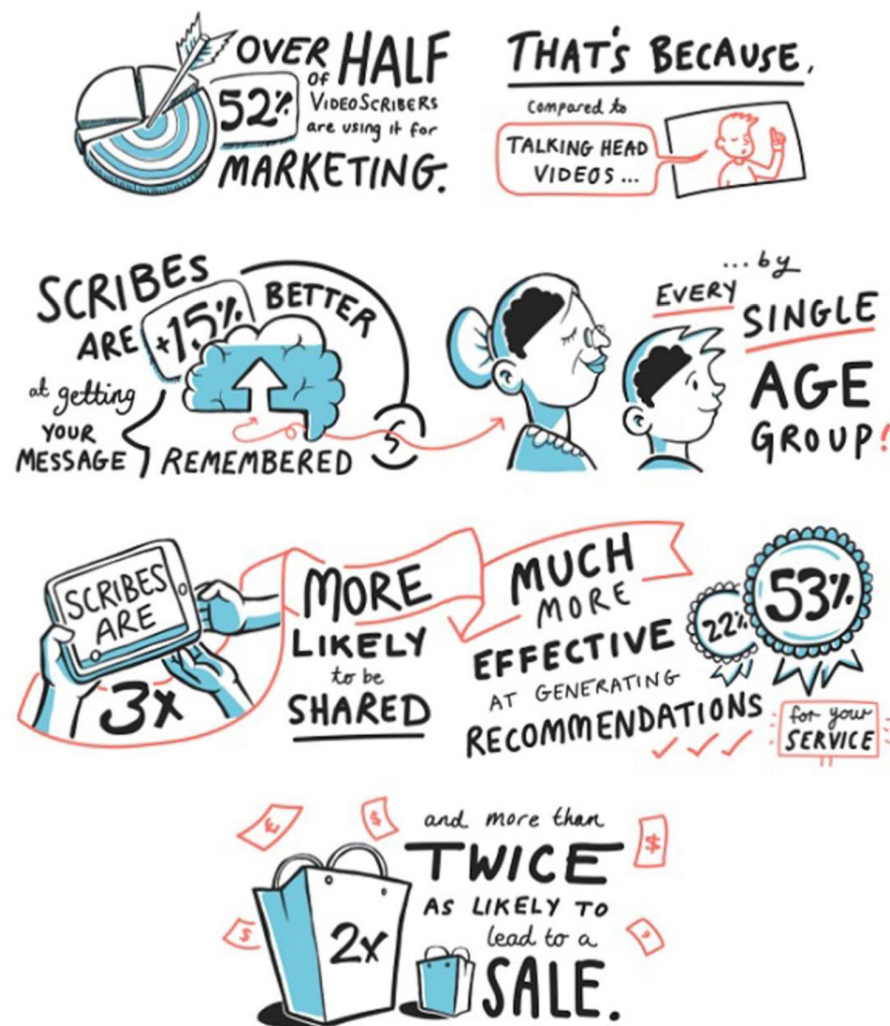 OVER HALF
of
52% VIDEOSCRIBERS
are using it for
MARKETING.
THAT'S BECAUSE,
compared to
TALKING HEAD
VIDEOS ...
SCRIBES
ARE +15% BETTER
at getting
YOUR
MESSAGE REMEMBERED
... by
EVERY SINGLE
AGE
GROUP!
SCRIBES
ARE
3x
MORE
LIKELY
to be
SHARED
MUCH
MORE
EFFECTIVE
AT GENERATING
RECOMMENDATIONS
22%
53%
for your
SERVICE
£
$
$
$
and more than
TWICE
AS LIKELY TO
lead to a
SALE.
2x